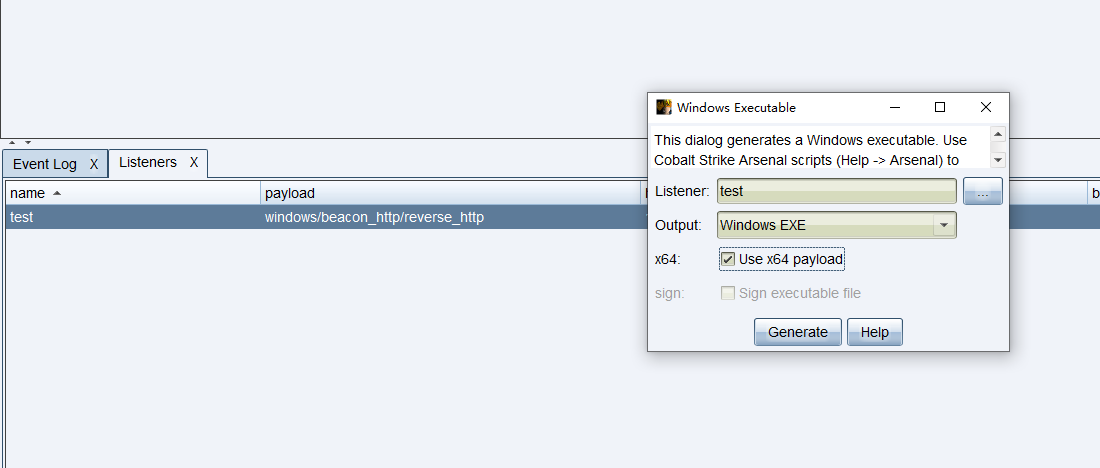 Windows Executable
This dialog generates a Windows executable. Use
Cobalt Strike Arsenal scripts (Help -> Arsenal) to
Listener: test ...
Output: Windows EXE
x64: Use x64 payload
sign: Sign executable file
Generate Help
Event Log X Listeners X
name payload b
test windows/beacon_http/reverse_http